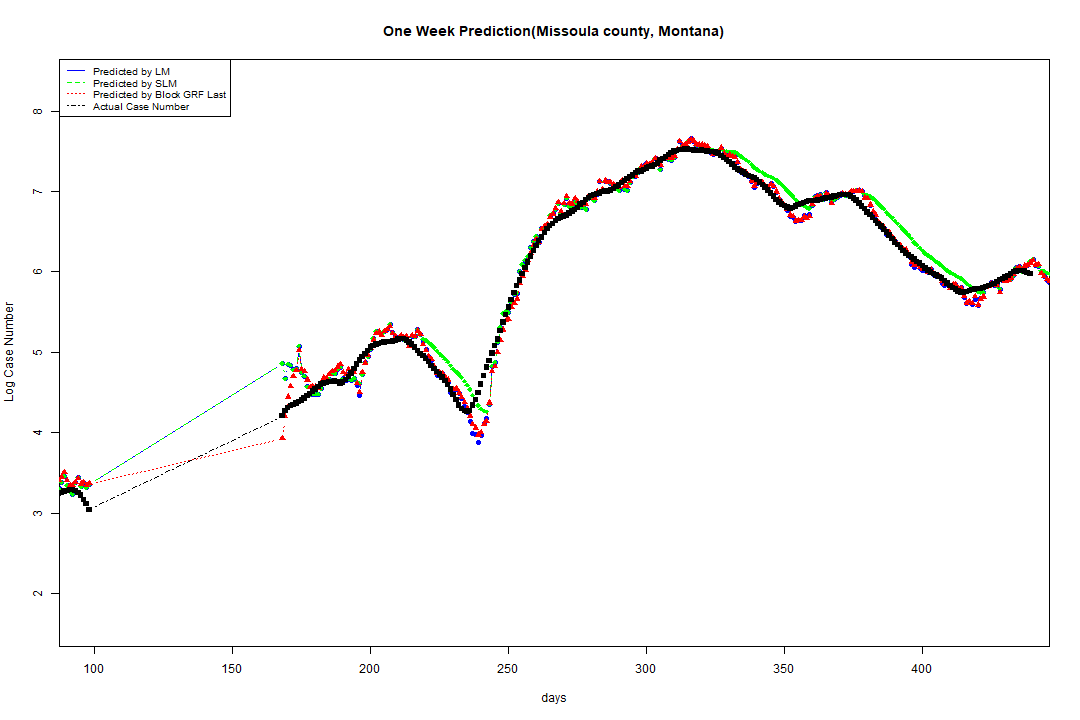 One Week Prediction(Missoula county, Montana)
Predicted by LM
Predicted by SLM
Predicted by Block GRF Last
Actual Case Number
8
7
6
5
4
3
2
Log Case Number
100 150 200 250 300 350 400
days